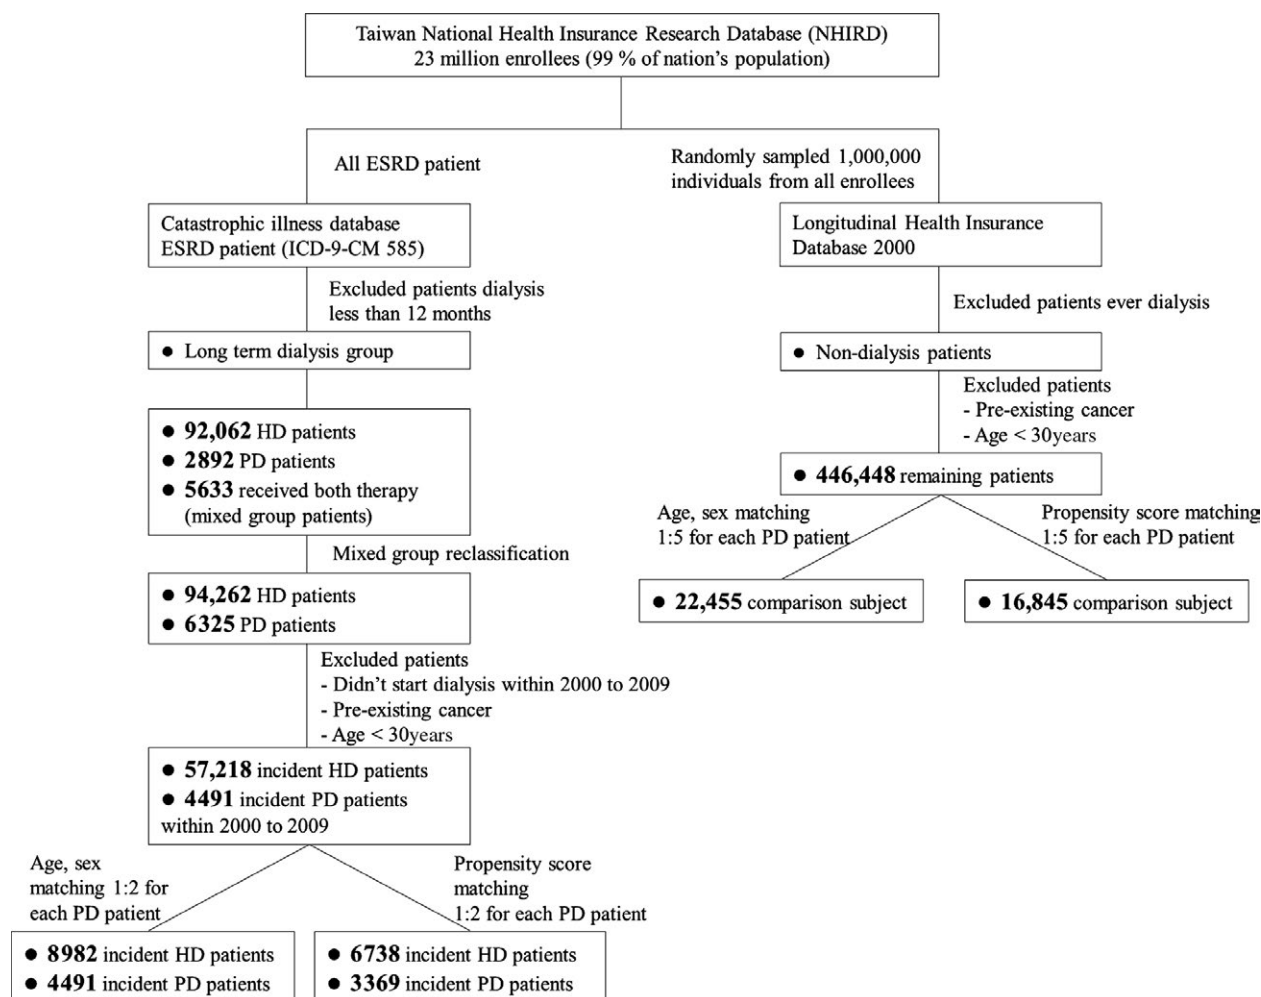 Taiwan National Health Insurance Research Database (NHIRD)
23 million enrollees (99 % of nation's population)
All ESRD patient
Randomly sampled 1,000,000
individuals from all enrollees
Catastrophic illness database
ESRD patient (ICD-9-CM 585)
Longitudinal Health Insurance
Database 2000
Excluded patients dialysis
less than 12 months
Excluded patients ever dialysis
● Long term dialysis group
● Non-dialysis patients
Excluded patients
- Pre-existing cancer
- Age < 30years
● 92,062 HD patients
● 2892 PD patients
● 5633 received both therapy
(mixed group patients)
● 446,448 remaining patients
Age, sex matching
1:5 for each PD patient
Propensity score matching
1:5 for each PD patient
Mixed group reclassification
● 94,262 HD patients
● 6325 PD patients
● 22,455 comparison subject
● 16,845 comparison subject
Excluded patients
- Didn't start dialysis within 2000 to 2009
- Pre-existing cancer
- Age < 30years
● 57,218 incident HD patients
● 4491 incident PD patients
within 2000 to 2009
Age, sex
matching 1:2 for
each PD patient
Propensity score
matching
1:2 for each PD patient
● 8982 incident HD patients
● 4491 incident PD patients
● 6738 incident HD patients
● 3369 incident PD patients